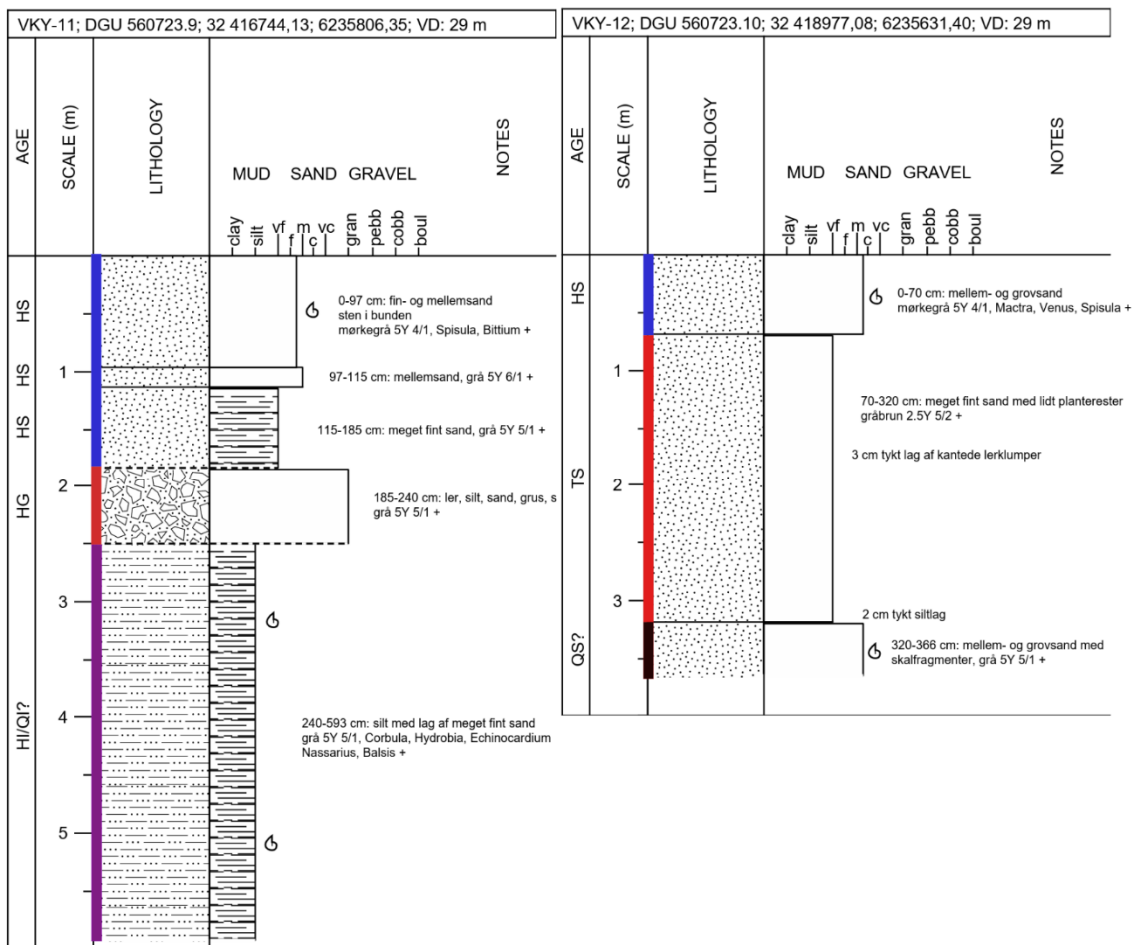 VKY-11; DGU 560723.9; 32 416744,13; 6235806,35; VD: 29 m
AGE
SCALE (m)
LITHOLOGY
MUD SAND GRAVEL
NOTES
clay
silt
vf
f
m
c
vc
gran
pebb
cobb
boul
HS
0-97 cm: fin- og mellemsand
sten i bunden
mørkegrå 5Y 4/1, Spisula, Bittium +
HS
1
97-115 cm: mellemsand, grå 5Y 6/1 +
HS
115-185 cm: meget fint sand, grå 5Y 5/1 +
HG
2
185-240 cm: ler, silt, sand, grus, s
grå 5Y 5/1 +
3
HI/QI?
4
240-593 cm: silt med lag af meget fint sand
grå 5Y 5/1, Corbula, Hydrobia, Echinocardium
Nassarius, Balsis +
5
VKY-12; DGU 560723.10; 32 418977,08; 6235631,40; VD: 29 m
AGE
SCALE (m)
LITHOLOGY
MUD SAND GRAVEL
NOTES
clay
silt
vf
f
m
c
vc
gran
pebb
cobb
boul
HS
0-70 cm: mellem- og grovsand
mørkegrå 5Y 4/1, Mactra, Venus, Spisula +
1
70-320 cm: meget fint sand med lidt planterester
gråbrun 2.5Y 5/2 +
3 cm tykt lag af kantede lerklumper
TS
2
3
2 cm tykt siltlag
QS?
320-366 cm: mellem- og grovsand med
skalfragmenter, grå 5Y 5/1 +